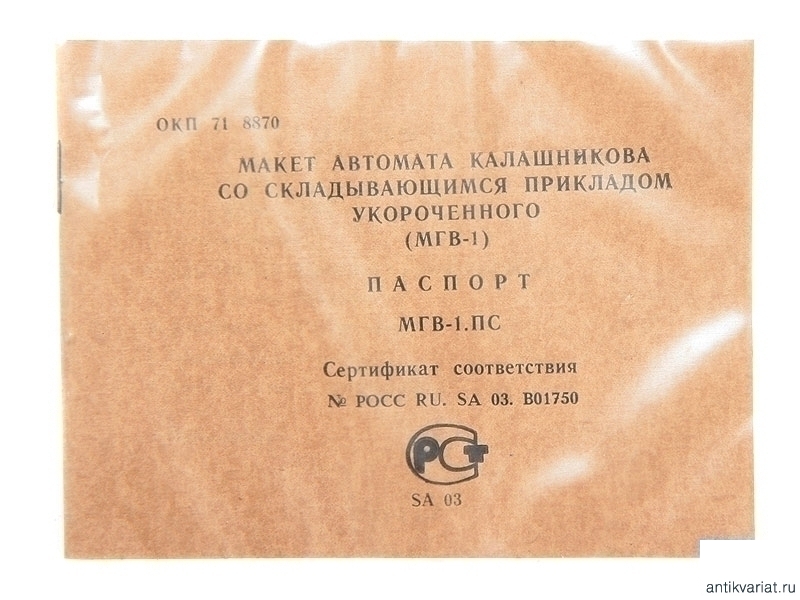 ОКП 71 8870
МАКЕТ АВТОМАТА КАЛАШНИКОВА
СО СКЛАДЫВАЮЩИМСЯ ПРИКЛАДОМ
УКОРОЧЕННОГО
(МГВ-1)
ПАСПОРТ
МГВ-1.ПС
Сертификат соответствия
№ РОСС RU. SA 03. B01750
РСТ
SA 03
antikvariat.ru